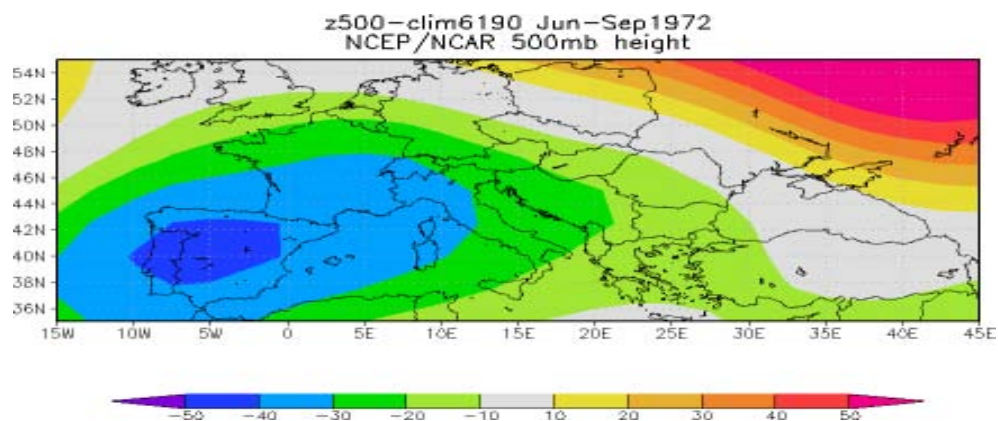 z500-clim6190 Jun-Sep1972
NCEP/NCAR 500mb height
54N
52N
50N
48N
46N
44N
42N
40N
38N
36N
15W 10W 5W 0 5E 10E 15E 20E 25E 30E 35E 40E 45E
-50 -40 -30 -20 -10 10 20 30 40 50